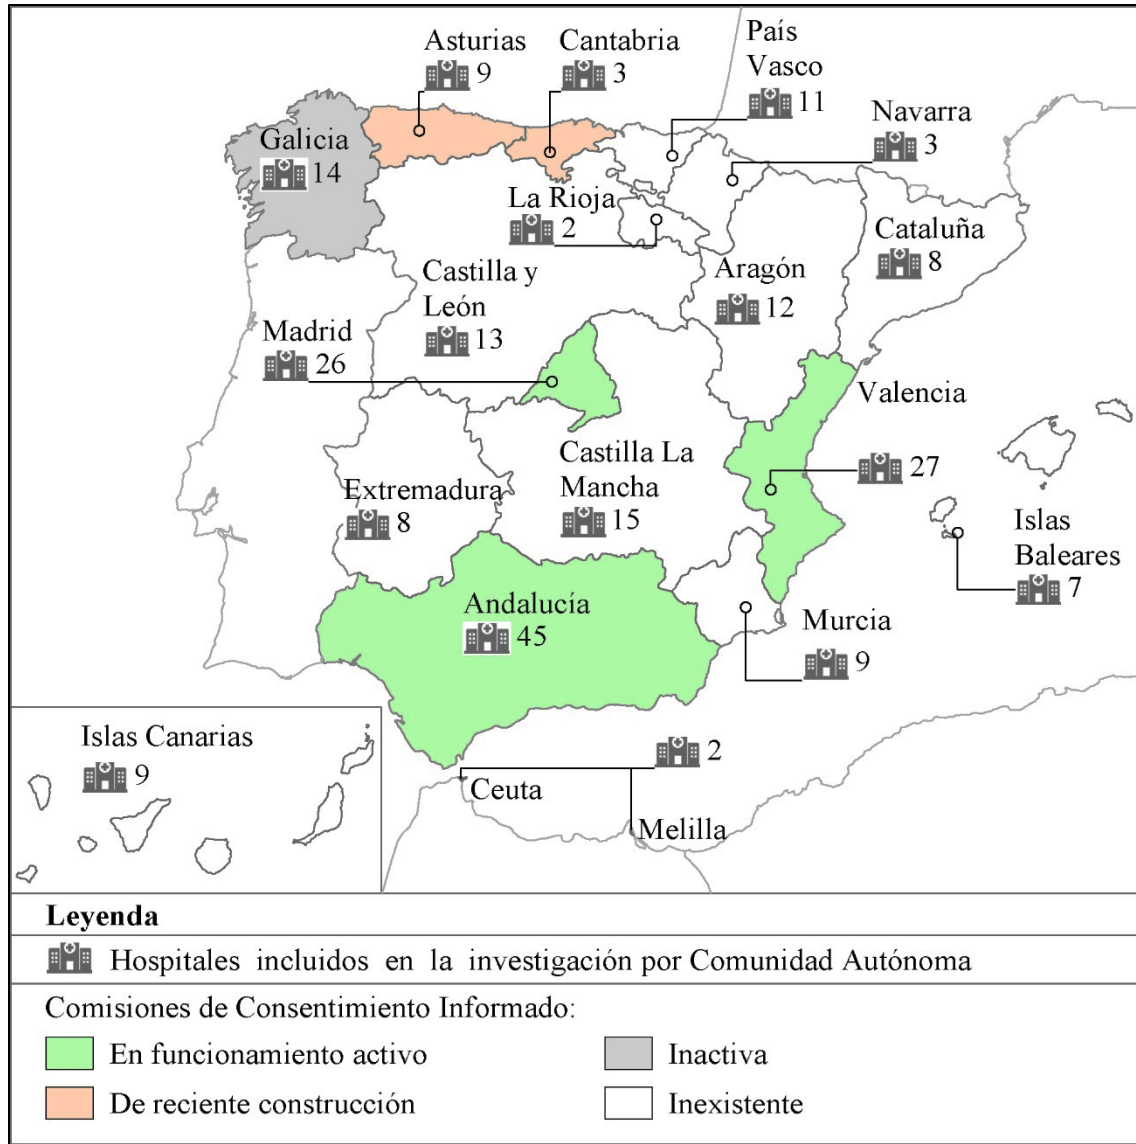 Asturias
9
Cantabria
3
País
Vasco
11
Navarra
3
Galicia
14
La Rioja
2
Cataluña
8
Castilla y
León
13
Aragón
12
Madrid
26
Valencia
27
Castilla La
Mancha
15
Extremadura
8
Islas
Baleares
7
Andalucía
45
Murcia
9
Islas Canarias
9
2
Ceuta
Melilla
Leyenda
Hospitales incluidos en la investigación por Comunidad Autónoma
Comisiones de Consentimiento Informado:
En funcionamiento activo
Inactiva
De reciente construcción
Inexistente